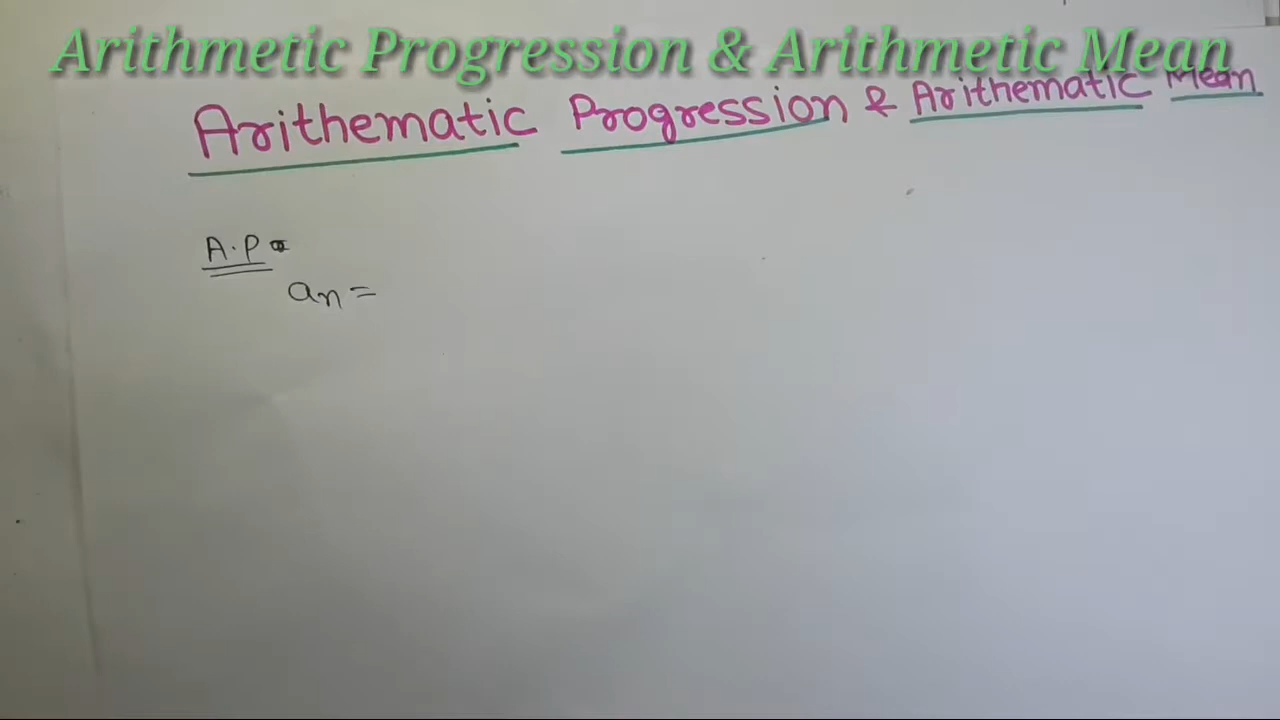 Arithmetic Progression & Arithmetic Mean
Arithematic Progression & Arithematic Mean
A.P
an =